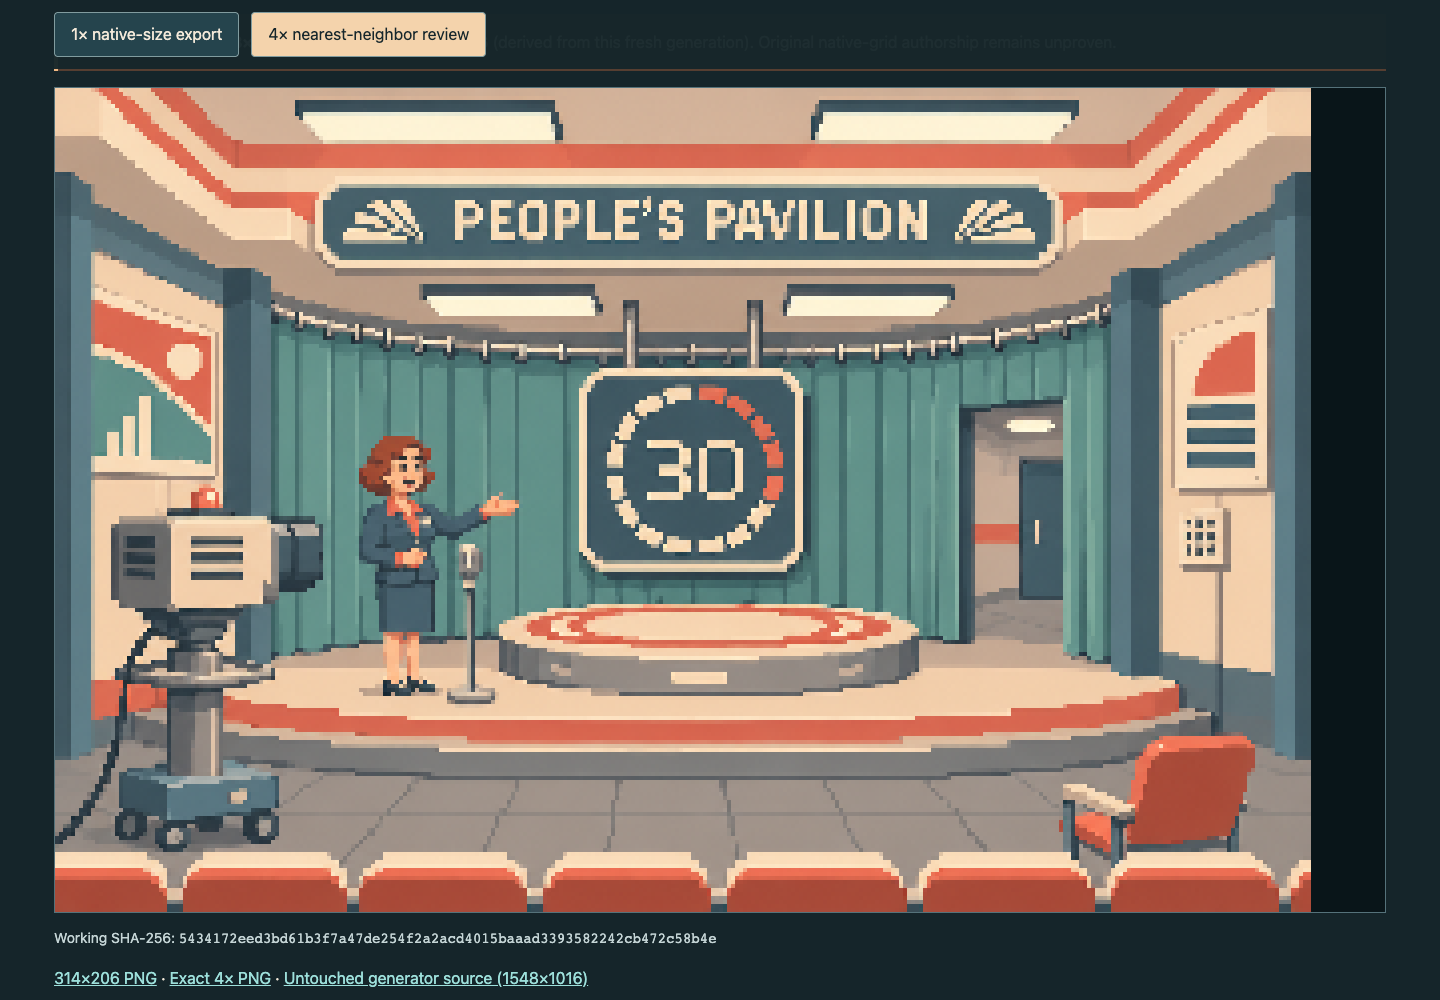 1× native-size export
4× nearest-neighbor review
(derived from this fresh generation). Original native-grid authorship remains unproven.
PEOPLE'S PAVILION
30
Working SHA-256: 5434172eed3bd61b3f7a47de254f2a2acd4015baaad3393582242cb472c58b4e
314×206 PNG · Exact 4× PNG · Untouched generator source (1548×1016)